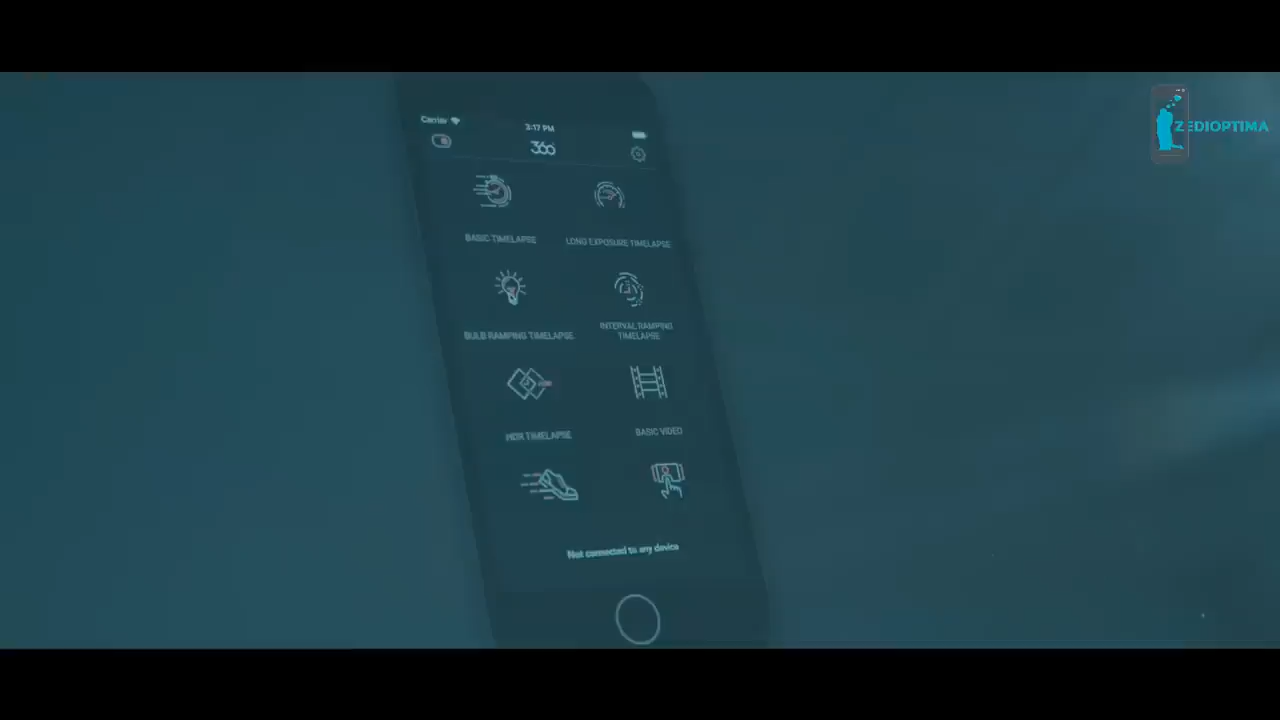 ZEDIOPTIMA
Carrier
3:17 PM
360
BASIC TIMELAPSE
LONG EXPOSURE TIMELAPSE
BULB RAMPING TIMELAPSE
INTERVAL RAMPING
TIMELAPSE
HDR TIMELAPSE
BASIC VIDEO
Not connected to any device